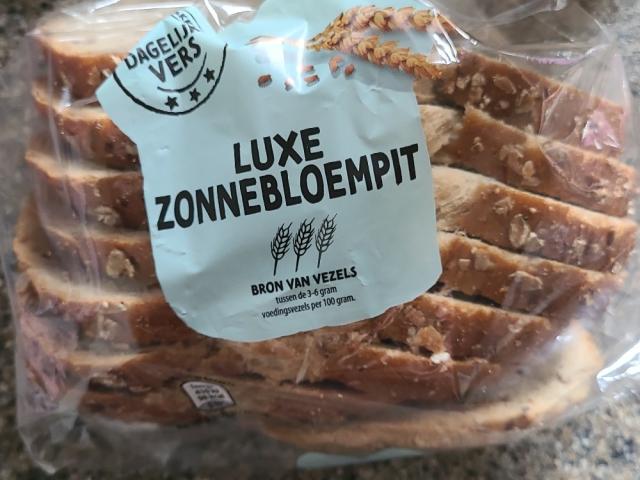 DAGELIJKS
VERS
LUXE
ZONNEBLOEMPIT
BRON VAN VEZELS
tussen de 3-6 gram
voedingsvezels per 100 gram.